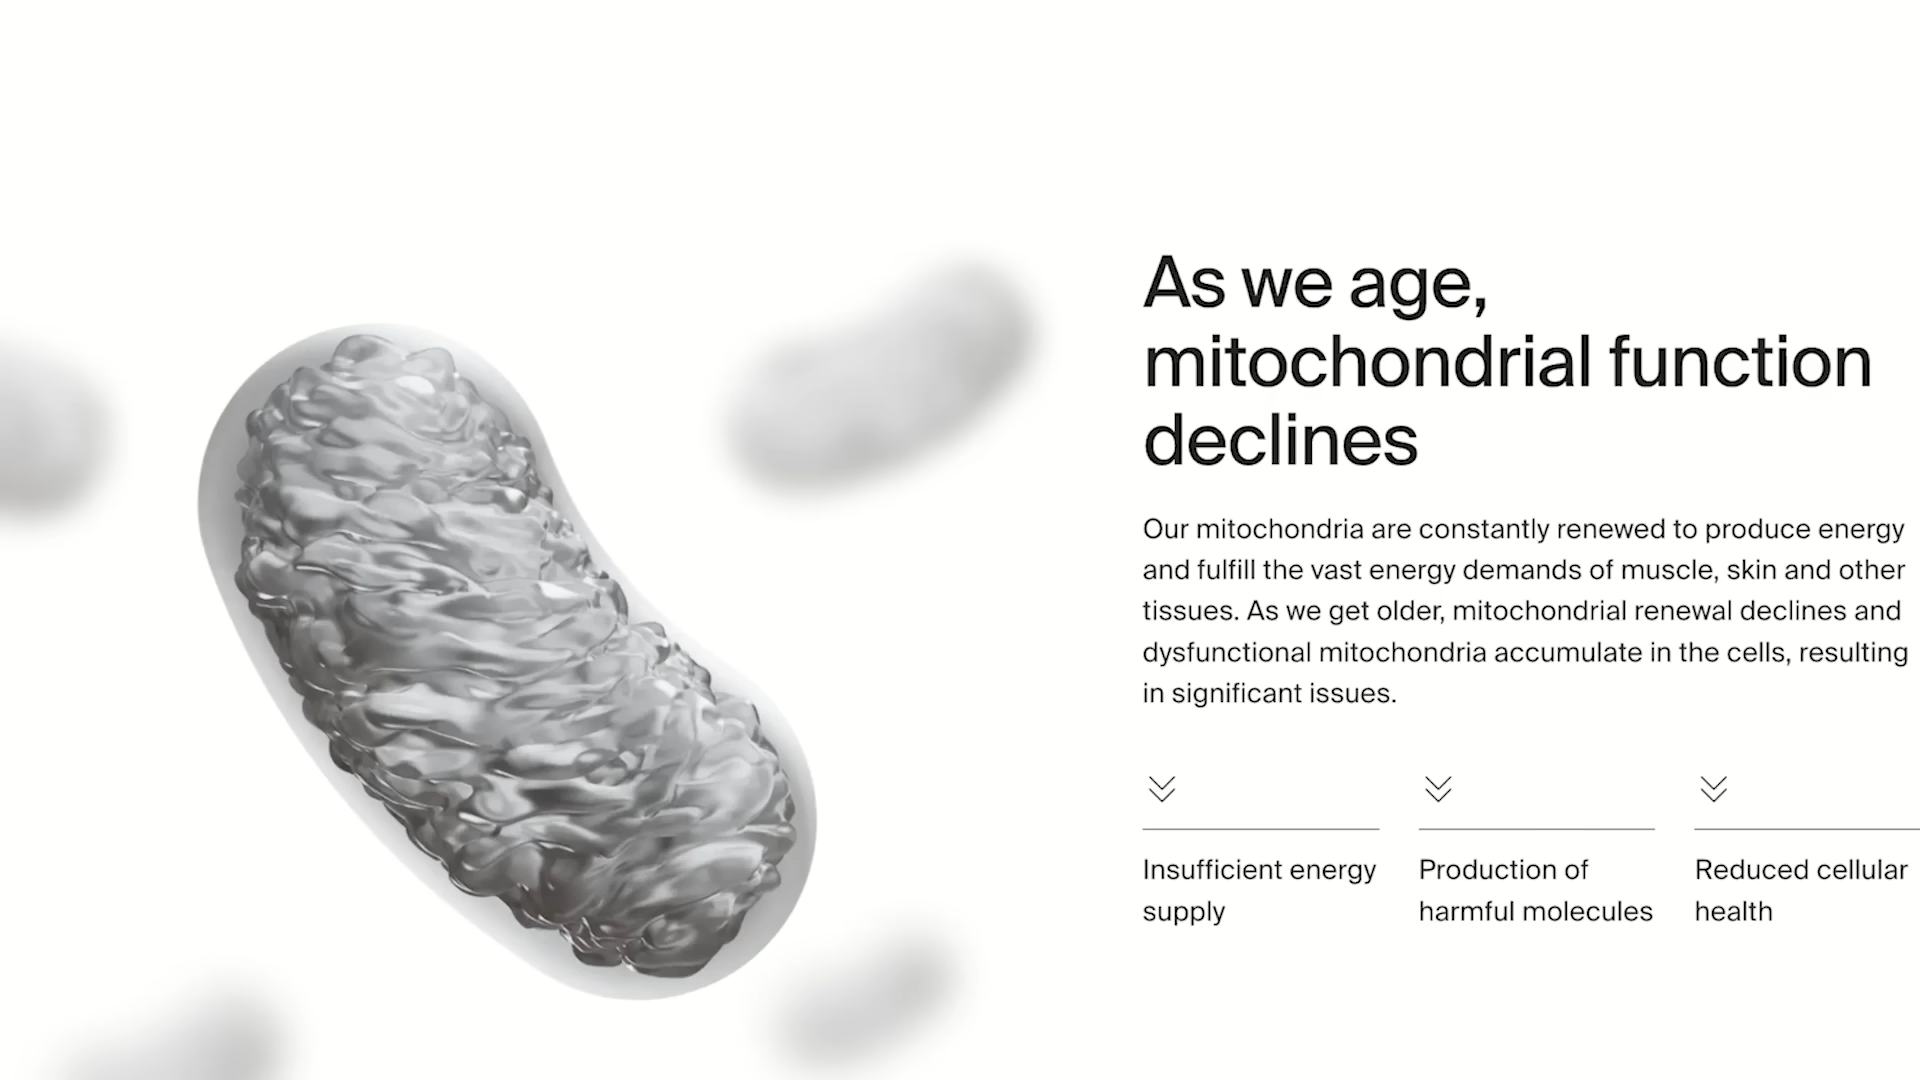 As we age,
mitochondrial function
declines
Our mitochondria are constantly renewed to produce energy
and fulfill the vast energy demands of muscle, skin and other
tissues. As we get older, mitochondrial renewal declines and
dysfunctional mitochondria accumulate in the cells, resulting
in significant issues.
Insufficient energy
supply
Production of
harmful molecules
Reduced cellular
health